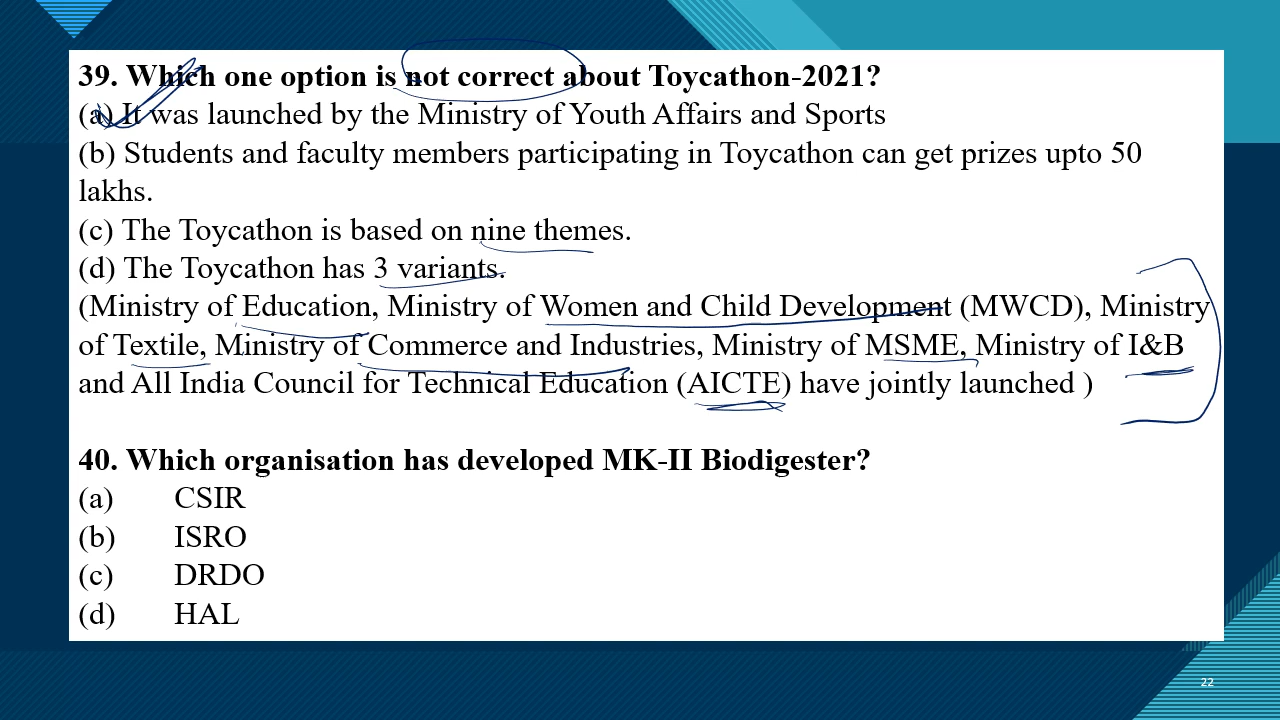 39. Which one option is not correct about Toycathon-2021?
(a) It was launched by the Ministry of Youth Affairs and Sports
(b) Students and faculty members participating in Toycathon can get prizes upto 50
lakhs.
(c) The Toycathon is based on nine themes.
(d) The Toycathon has 3 variants.
(Ministry of Education, Ministry of Women and Child Development (MWCD), Ministry
of Textile, Ministry of Commerce and Industries, Ministry of MSME, Ministry of I&B
and All India Council for Technical Education (AICTE) have jointly launched )
40. Which organisation has developed MK-II Biodigester?
(a) CSIR
(b) ISRO
(c) DRDO
(d) HAL
22